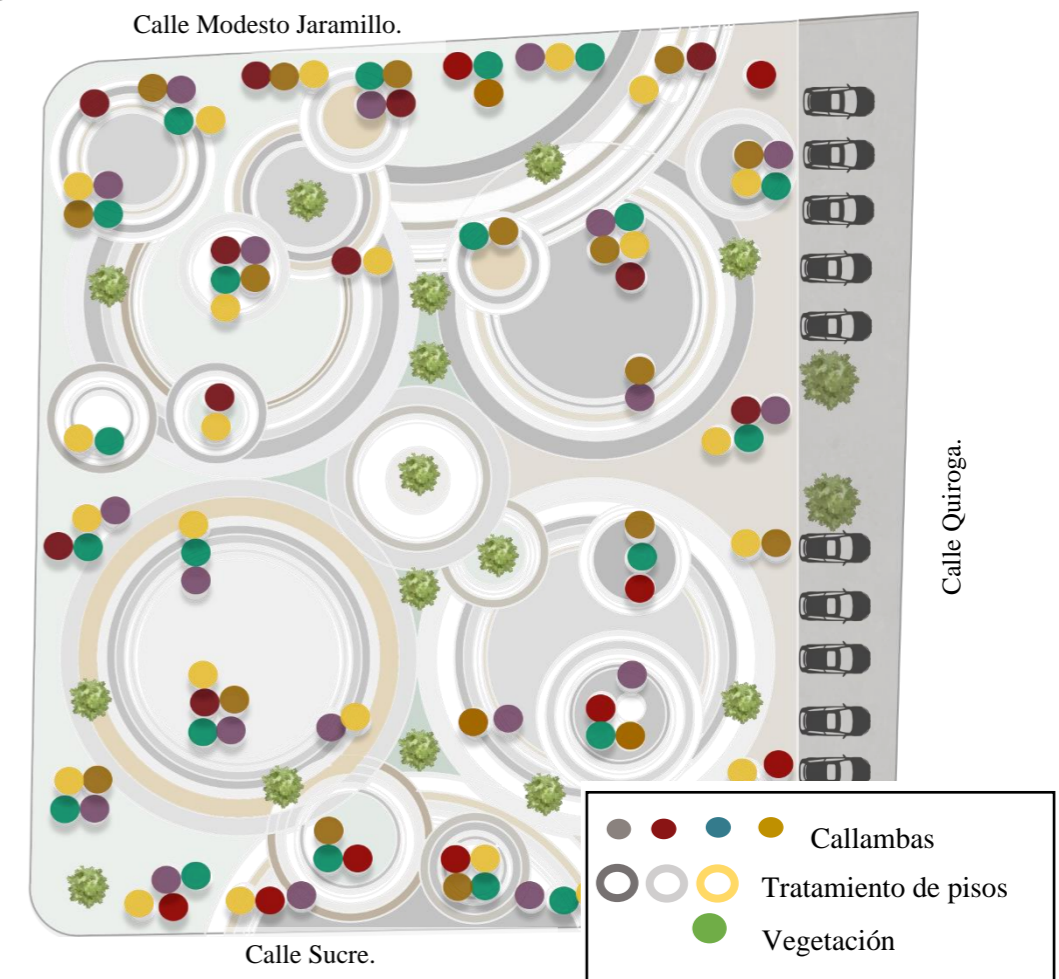 Calle Modesto Jaramillo.
Calle Quiroga.
Callambas
Tratamiento de pisos
Vegetación
Calle Sucre.